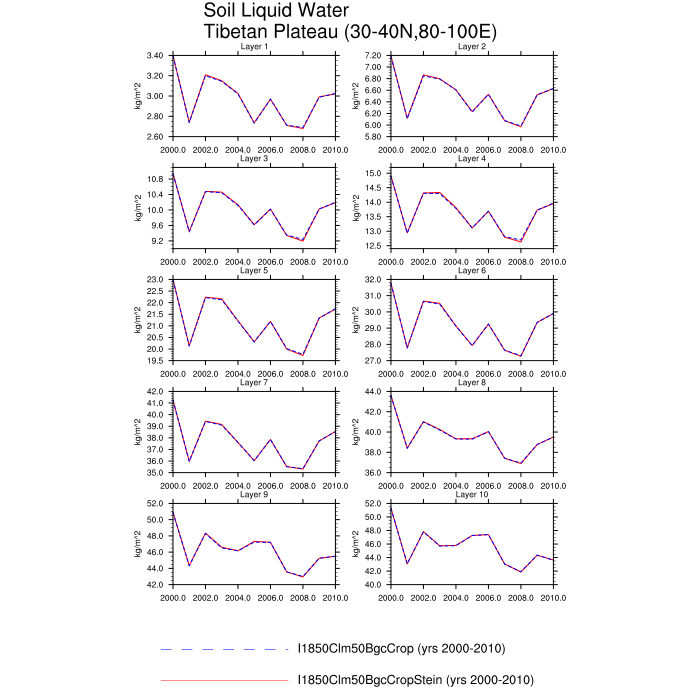 Soil Liquid Water
Tibetan Plateau (30-40N,80-100E)
Layer 1
3.40
3.20
3.00
2.80
2.60
kg/m^2
2000.0 2002.0 2004.0 2006.0 2008.0 2010.0
Layer 2
7.20
7.00
6.80
6.60
6.40
6.20
6.00
5.80
kg/m^2
2000.0 2002.0 2004.0 2006.0 2008.0 2010.0
Layer 3
10.8
10.4
10.0
9.6
9.2
kg/m^2
2000.0 2002.0 2004.0 2006.0 2008.0 2010.0
Layer 4
15.0
14.5
14.0
13.5
13.0
12.5
kg/m^2
2000.0 2002.0 2004.0 2006.0 2008.0 2010.0
Layer 5
23.0
22.5
22.0
21.5
21.0
20.5
20.0
19.5
kg/m^2
2000.0 2002.0 2004.0 2006.0 2008.0 2010.0
Layer 6
32.0
31.0
30.0
29.0
28.0
27.0
kg/m^2
2000.0 2002.0 2004.0 2006.0 2008.0 2010.0
Layer 7
42.0
41.0
40.0
39.0
38.0
37.0
36.0
35.0
kg/m^2
2000.0 2002.0 2004.0 2006.0 2008.0 2010.0
Layer 8
44.0
42.0
40.0
38.0
36.0
kg/m^2
2000.0 2002.0 2004.0 2006.0 2008.0 2010.0
Layer 9
52.0
50.0
48.0
46.0
44.0
42.0
kg/m^2
2000.0 2002.0 2004.0 2006.0 2008.0 2010.0
Layer 10
52.0
50.0
48.0
46.0
44.0
42.0
40.0
kg/m^2
2000.0 2002.0 2004.0 2006.0 2008.0 2010.0
I1850Clm50BgcCrop (yrs 2000-2010)
I1850Clm50BgcCropStein (yrs 2000-2010)